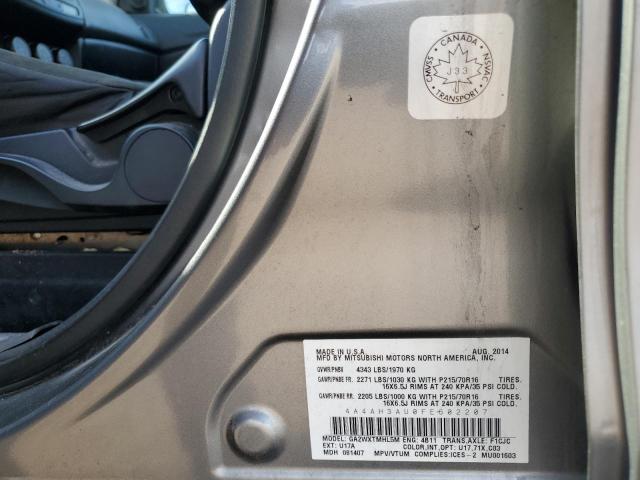 CANADA
CMVSS
NSVAC
J33
TRANSPORT
MADE IN U.S.A. AUG. 2014
MFD BY MITSUBISHI MOTORS NORTH AMERICA, INC.
GVWR/PNBV 4343 LBS/1970 KG
GAWR/PNBE FR. 2271 LBS/1030 KG WITH P215/70R16 TIRES,
16X6.5J RIMS AT 240 KPA/35 PSI COLD.
GAWR/PNBE RR. 2205 LBS/1000 KG WITH P215/70R16 TIRES,
16X6.5J RIMS AT 240 KPA/35 PSI COLD.
4A4AH3AU0FE602207
MODEL: GA2WXTMHL5M ENG: 4B11 TRANS,AXLE: F1CJC
EXT: U17A COLOR,INT,OPT: U17,71X,C03
MDH 081407 MPV/VTUM COMPLIES:ICES-2 MU001603